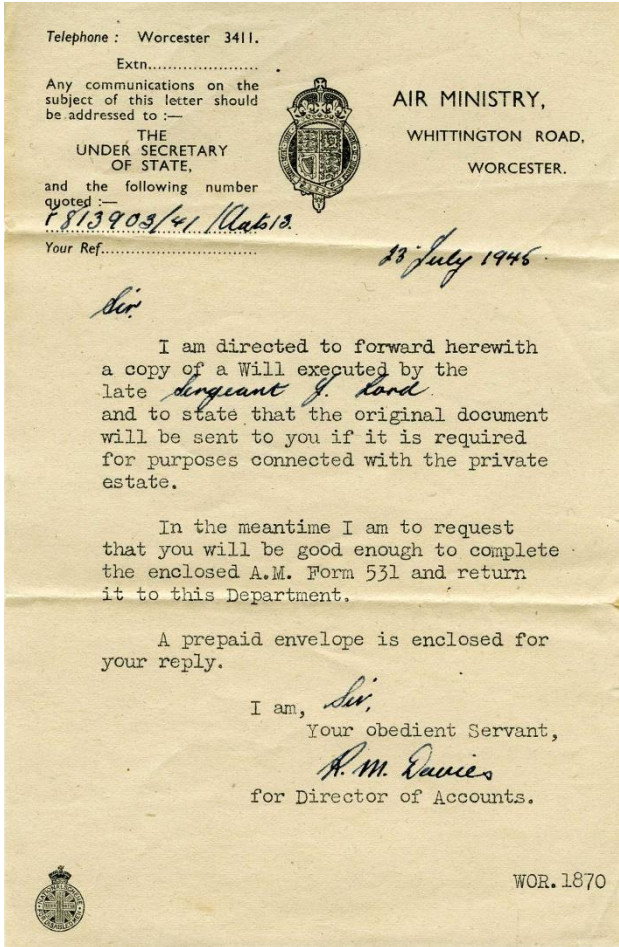 Telephone : Worcester 3411.
Extn......................
Any communications on the
subject of this letter should
be addressed to :—
THE
UNDER SECRETARY
OF STATE,
and the following number
quoted :—
813903/41/
Your Ref............................
AIR MINISTRY,
WHITTINGTON ROAD,
WORCESTER.
23 July 1945.
Sir,
I am directed to forward herewith
a copy of a Will executed by the
late Sergeant J. Lord
and to state that the original document
will be sent to you if it is required
for purposes connected with the private
estate.
In the meantime I am to request
that you will be good enough to complete
the enclosed A.M. Form 531 and return
it to this Department.
A prepaid envelope is enclosed for
your reply.
I am, Sir,
Your obedient Servant,
R. M. Davies
for Director of Accounts.
WOR.1870